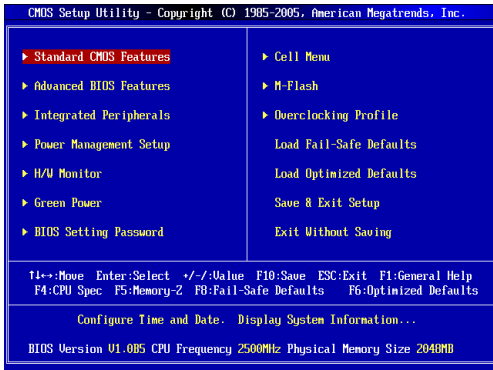 CMOS Setup Utility - Copyright (C) 1985-2005, American Megatrends, Inc.
Standard CMOS Features
Advanced BIOS Features
Integrated Peripherals
Power Management Setup
H/W Monitor
Green Power
BIOS Setting Password
Cell Menu
M-Flash
Overclocking Profile
Load Fail-Safe Defaults
Load Optimized Defaults
Save & Exit Setup
Exit Without Saving
↑↓←→:Move Enter:Select +/-/:Value F10:Save ESC:Exit F1:General Help
F4:CPU Spec F5:Memory-Z F8:Fail-Safe Defaults F6:Optimized Defaults
Configure Time and Date. Display System Information...
BIOS Version V1.0B5 CPU Frequency 2500MHz Physical Memory Size 2048MB